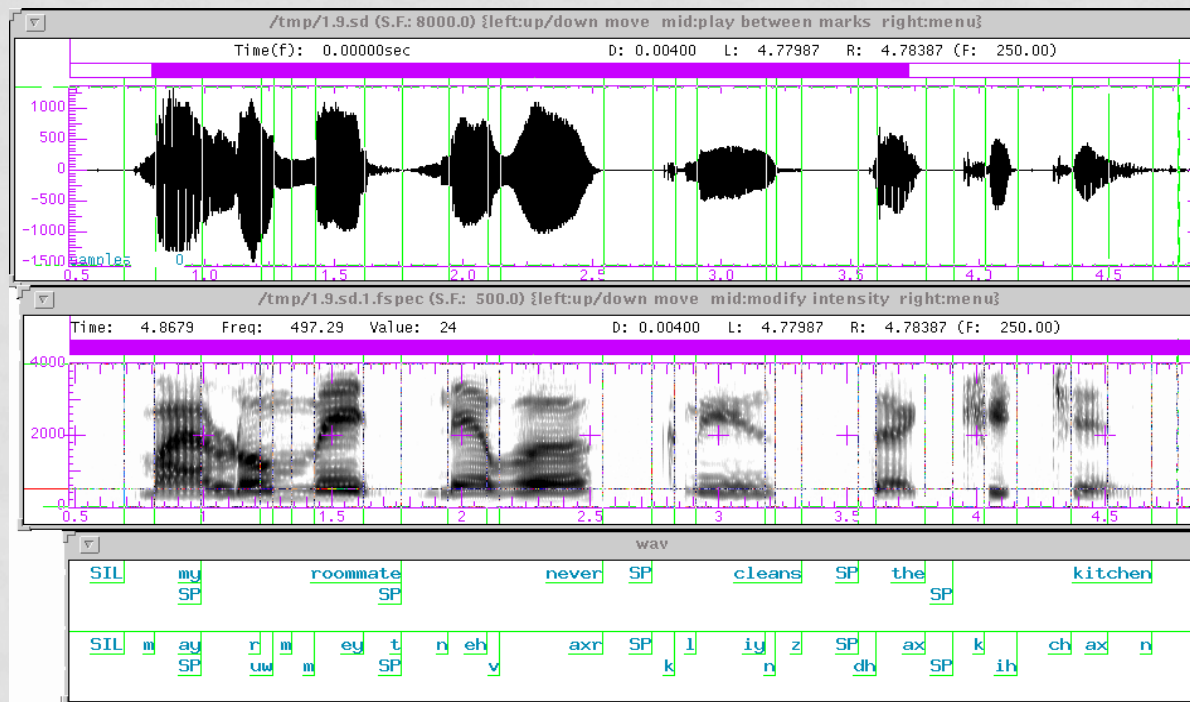 /tmp/1.9.sd (S.F.: 8000.0) {left:up/down move mid:play between marks right:menu}
Time(f): 0.00000sec D: 0.00400 L: 4.77987 R: 4.78387 (F: 250.00)
1000
500
0
-500
-1000
-1500
samples 0
0.5 1.0 1.5 2.0 2.5 3.0 3.5 4.0 4.5
/tmp/1.9.sd.1.fspec (S.F.: 500.0) {left:up/down move mid:modify intensity right:menu}
Time: 4.8679 Freq: 497.29 Value: 24 D: 0.00400 L: 4.77987 R: 4.78387 (F: 250.00)
4000
2000
0
0.5 1 1.5 2 2.5 3 3.5 4 4.5
wav
SIL my roommate never SP cleans SP the kitchen
SP SP SP
SIL m ay r m ey t n eh axr SP l iy z SP ax k ch ax n
SP uw m SP v k n dh SP ih